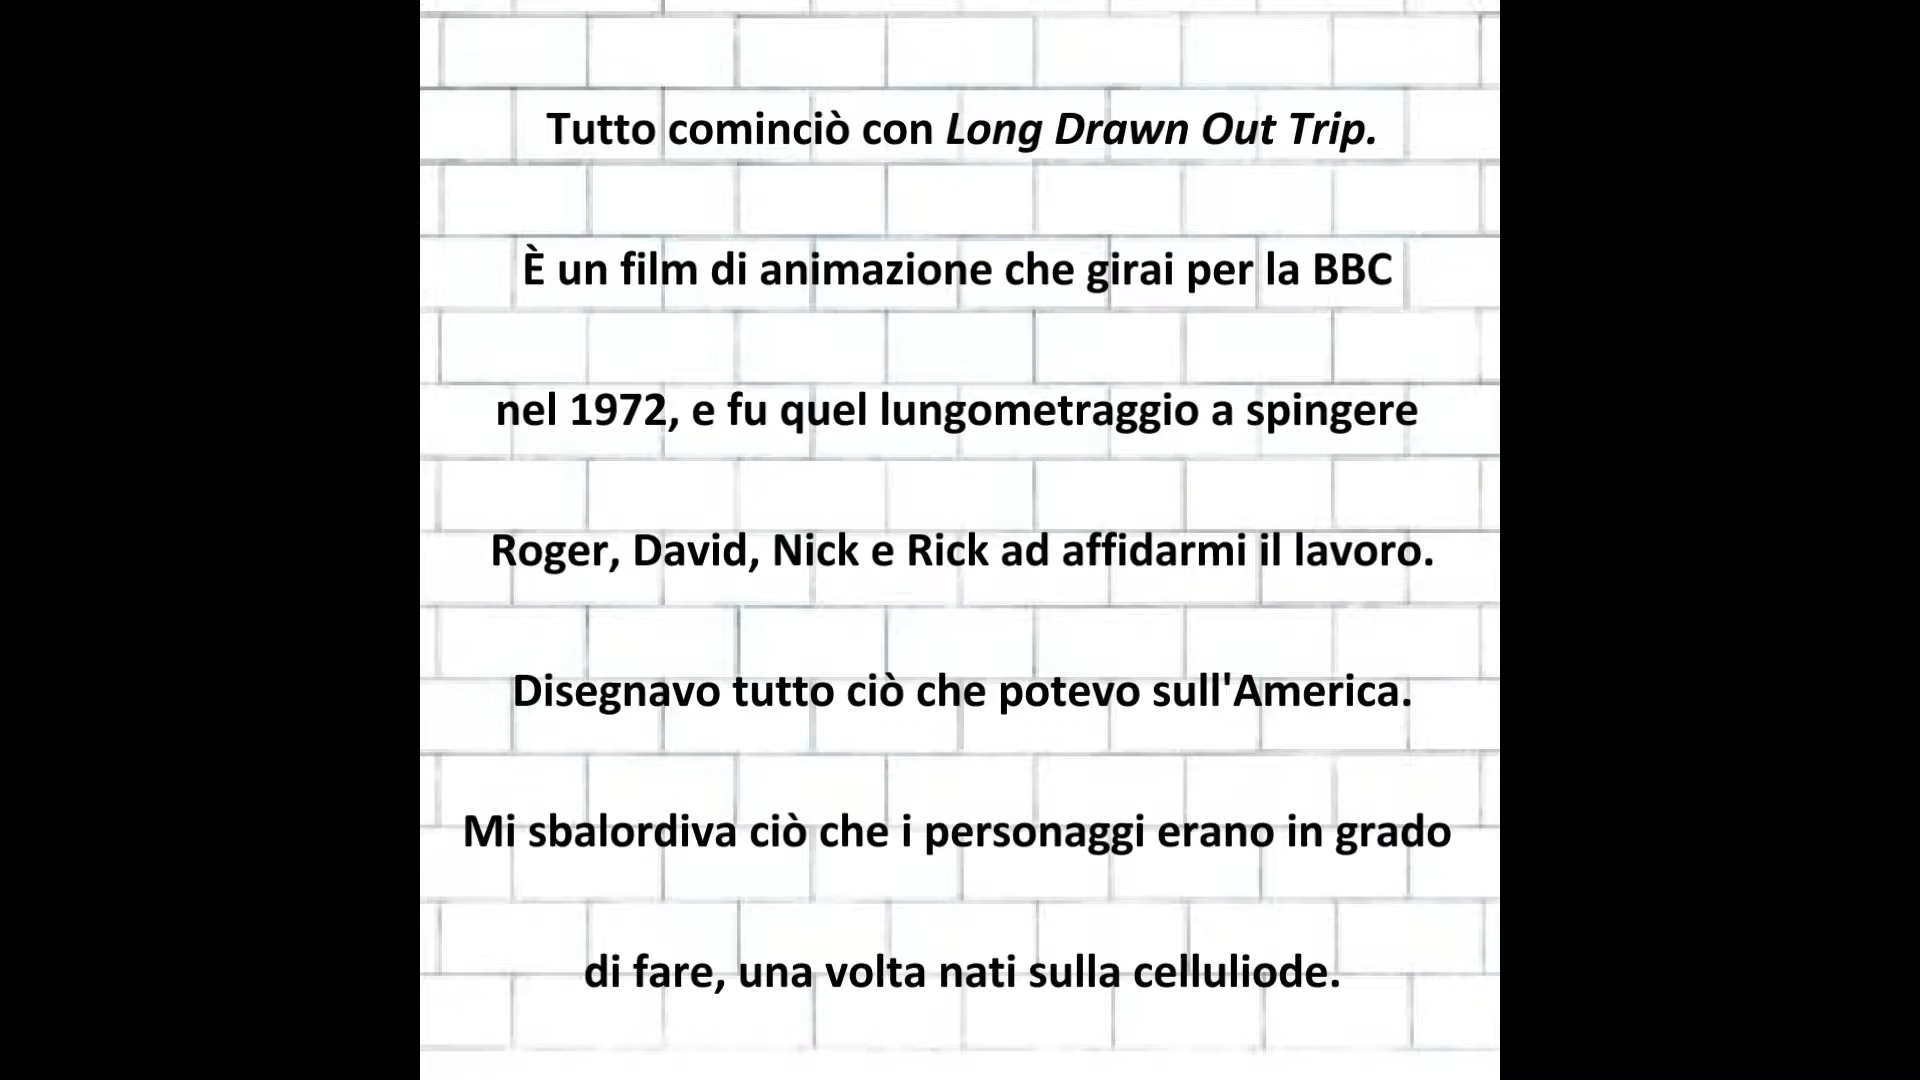 Tutto cominciò con Long Drawn Out Trip.
È un film di animazione che girai per la BBC
nel 1972, e fu quel lungometraggio a spingere
Roger, David, Nick e Rick ad affidarmi il lavoro.
Disegnavo tutto ciò che potevo sull'America.
Mi sbalordiva ciò che i personaggi erano in grado
di fare, una volta nati sulla celluliode.